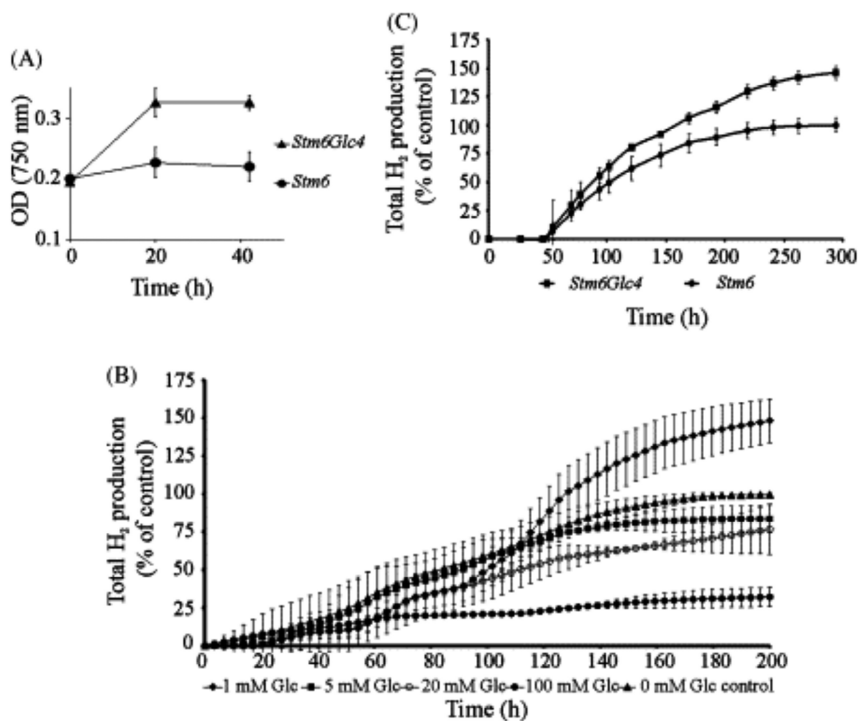 (A)
OD (750 nm)
0.3
0.2
0.1
0 20 40
Time (h)
Stm6Glc4
Stm6
(C)
Total H₂ production
(% of control)
175
150
125
100
75
50
25
0
0 50 100 150 200 250 300
Stm6Glc4 Stm6
Time (h)
(B)
Total H₂ production
(% of control)
175
150
125
100
75
50
25
0
0 20 40 60 80 100 120 140 160 180 200
1 mM Glc 5 mM Glc 20 mM Glc 100 mM Glc 0 mM Glc control
Time (h)